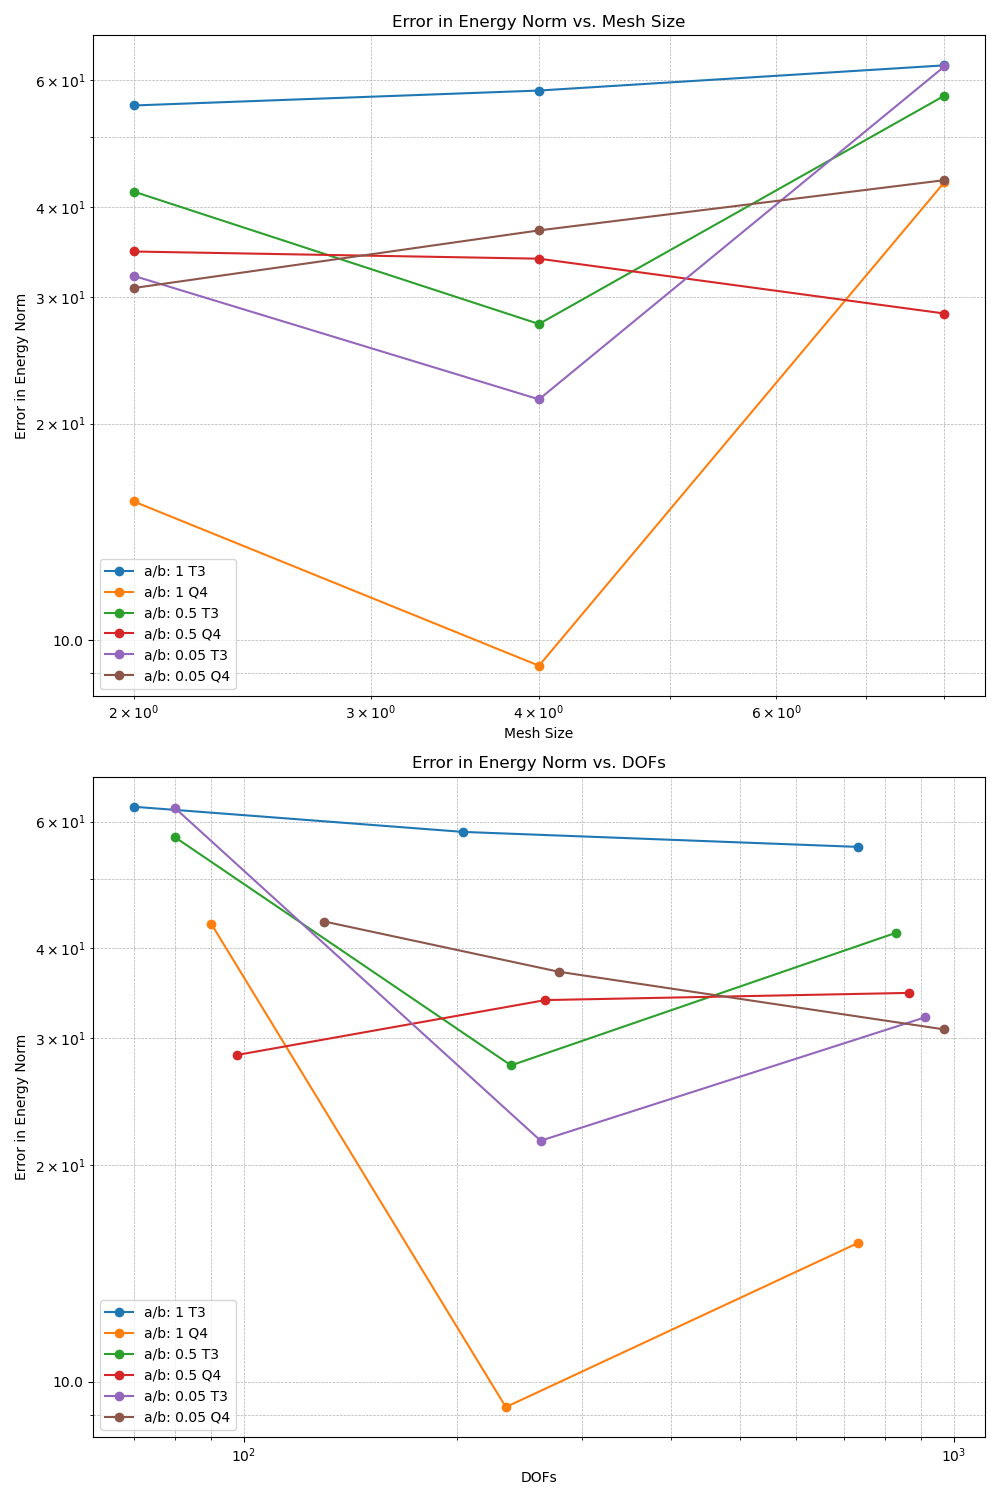 Error in Energy Norm vs. Mesh Size
Error in Energy Norm
6 × 10¹
4 × 10¹
3 × 10¹
2 × 10¹
10.0
a/b: 1 T3
a/b: 1 Q4
a/b: 0.5 T3
a/b: 0.5 Q4
a/b: 0.05 T3
a/b: 0.05 Q4
2 × 10⁰ 3 × 10⁰ 4 × 10⁰ 6 × 10⁰
Mesh Size
Error in Energy Norm vs. DOFs
Error in Energy Norm
6 × 10¹
4 × 10¹
3 × 10¹
2 × 10¹
10.0
a/b: 1 T3
a/b: 1 Q4
a/b: 0.5 T3
a/b: 0.5 Q4
a/b: 0.05 T3
a/b: 0.05 Q4
10² 10³
DOFs